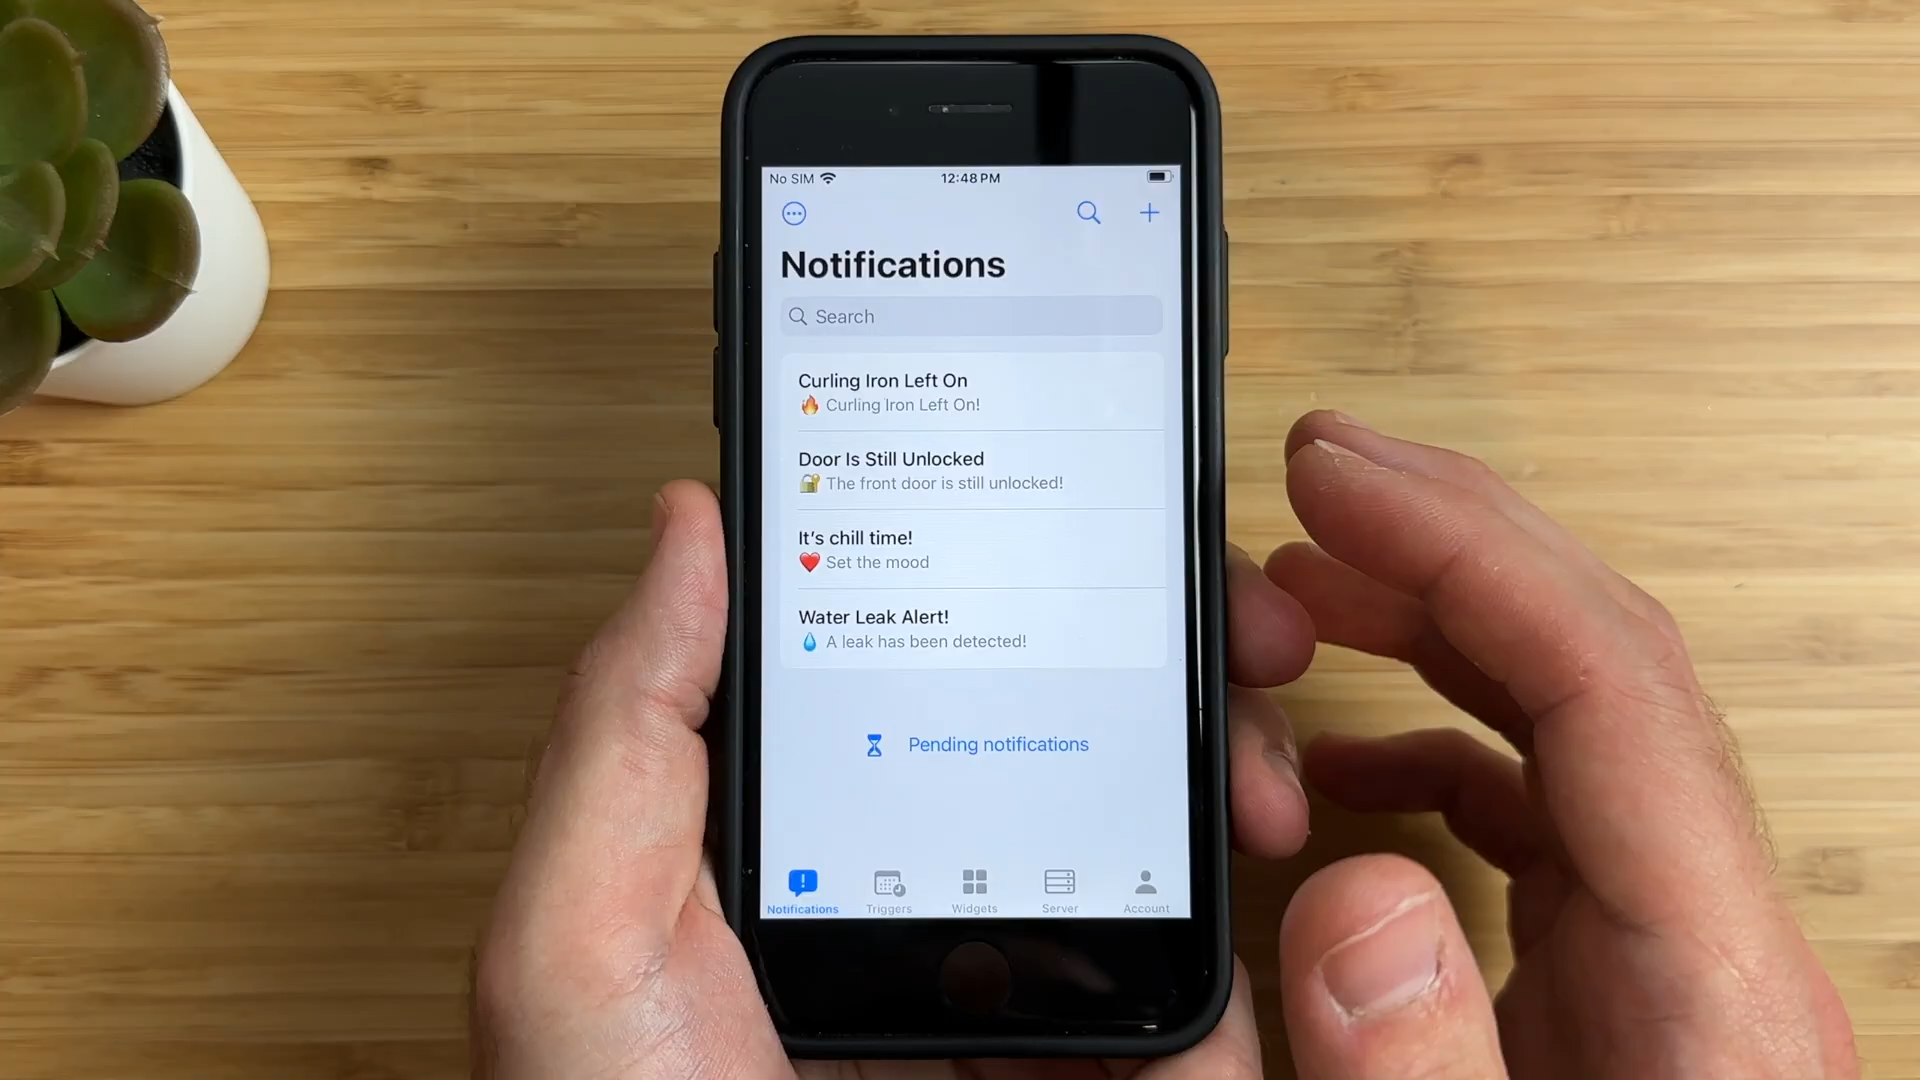 No SIM
12:48 PM
Notifications
Search
Curling Iron Left On
🔥 Curling Iron Left On!
Door Is Still Unlocked
🔐 The front door is still unlocked!
It's chill time!
❤️ Set the mood
Water Leak Alert!
💧 A leak has been detected!
Pending notifications
Notifications
Triggers
Widgets
Server
Account